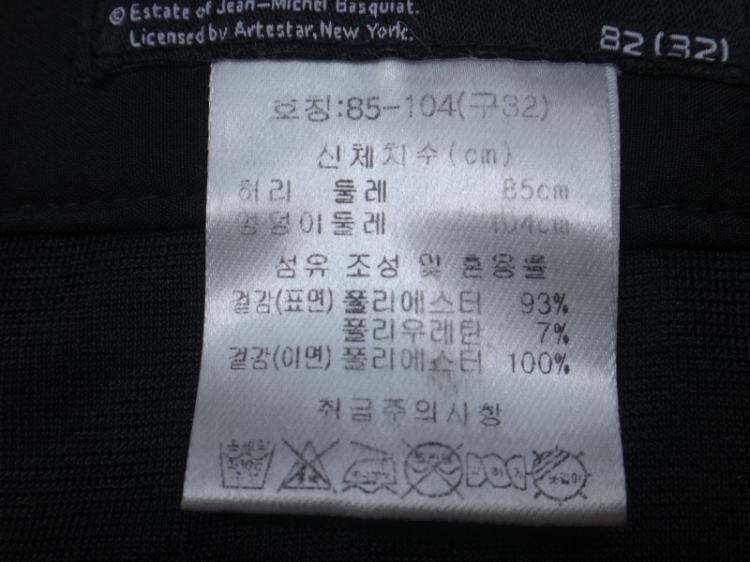 © Estate of Jean-Michel Basquiat.
Licensed by Artestar, New York.
82 (32)
호칭:85-104(구32)
신체치수(cm)
허리 둘레 85cm
엉덩이둘레 104cm
섬유 조성 및 혼용률
겉감(표면) 폴리에스터 93%
폴리우레탄 7%
겉감(이면) 폴리에스터 100%
취급주의사항